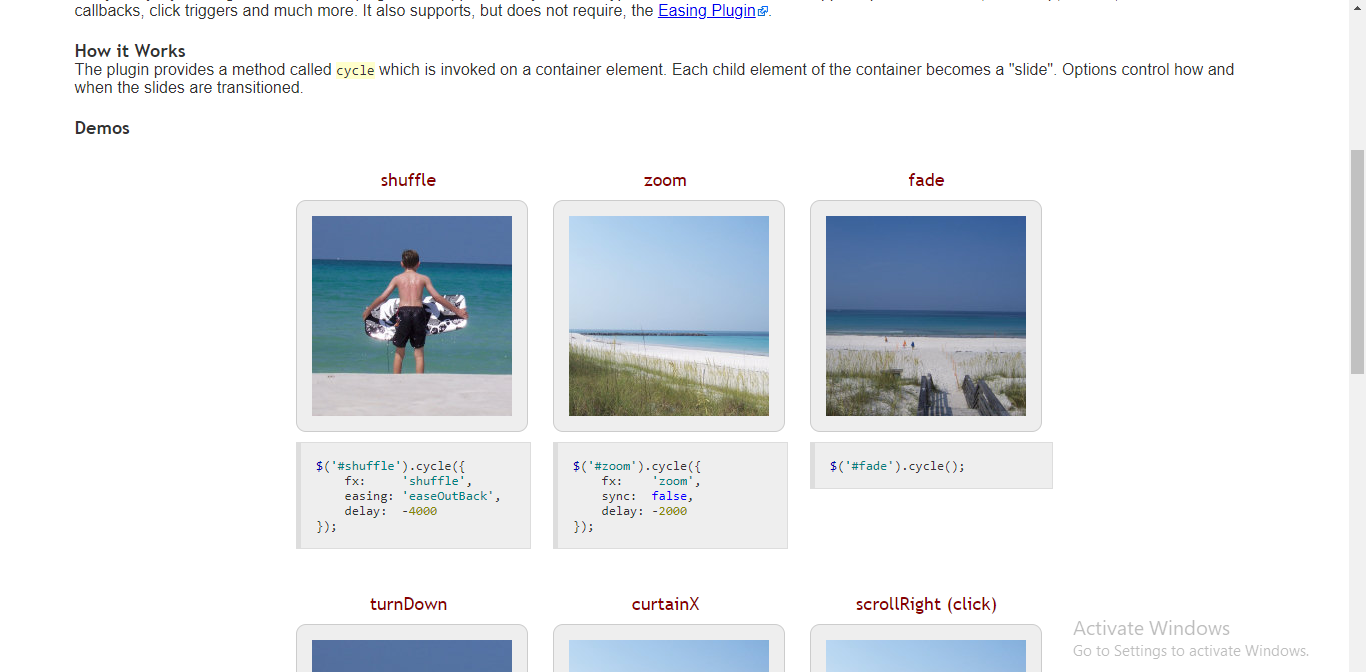 callbacks, click triggers and much more. It also supports, but does not require, the Easing Plugin.
How it Works
The plugin provides a method called cycle which is invoked on a container element. Each child element of the container becomes a "slide". Options control how and
when the slides are transitioned.
Demos
shuffle
zoom
fade
$('#shuffle').cycle({
    fx:     'shuffle',
    easing: 'easeOutBack',
    delay:  -4000
});
$('#zoom').cycle({
    fx:    'zoom',
    sync:  false,
    delay: -2000
});
$('#fade').cycle();
turnDown
curtainX
scrollRight (click)
Activate Windows
Go to Settings to activate Windows.